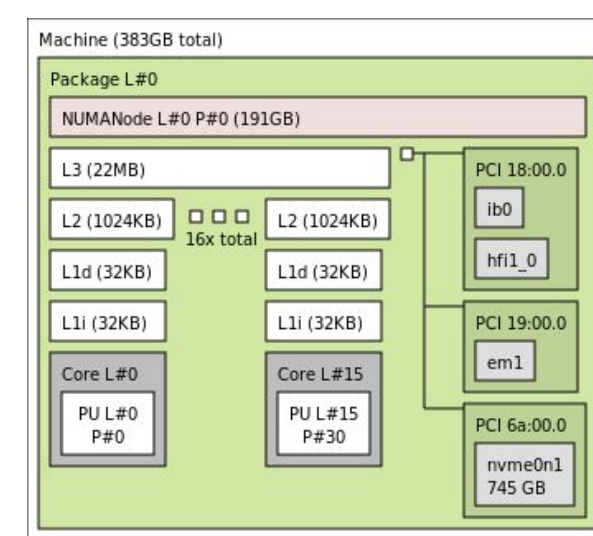 Machine (383GB total)
Package L#0
NUMANode L#0 P#0 (191GB)
L3 (22MB)
L2 (1024KB)
16x total
L2 (1024KB)
L1d (32KB)
L1d (32KB)
L1i (32KB)
L1i (32KB)
Core L#0
PU L#0
P#0
Core L#15
PU L#15
P#30
PCI 18:00.0
ib0
hfi1_0
PCI 19:00.0
em1
PCI 6a:00.0
nvme0n1
745 GB